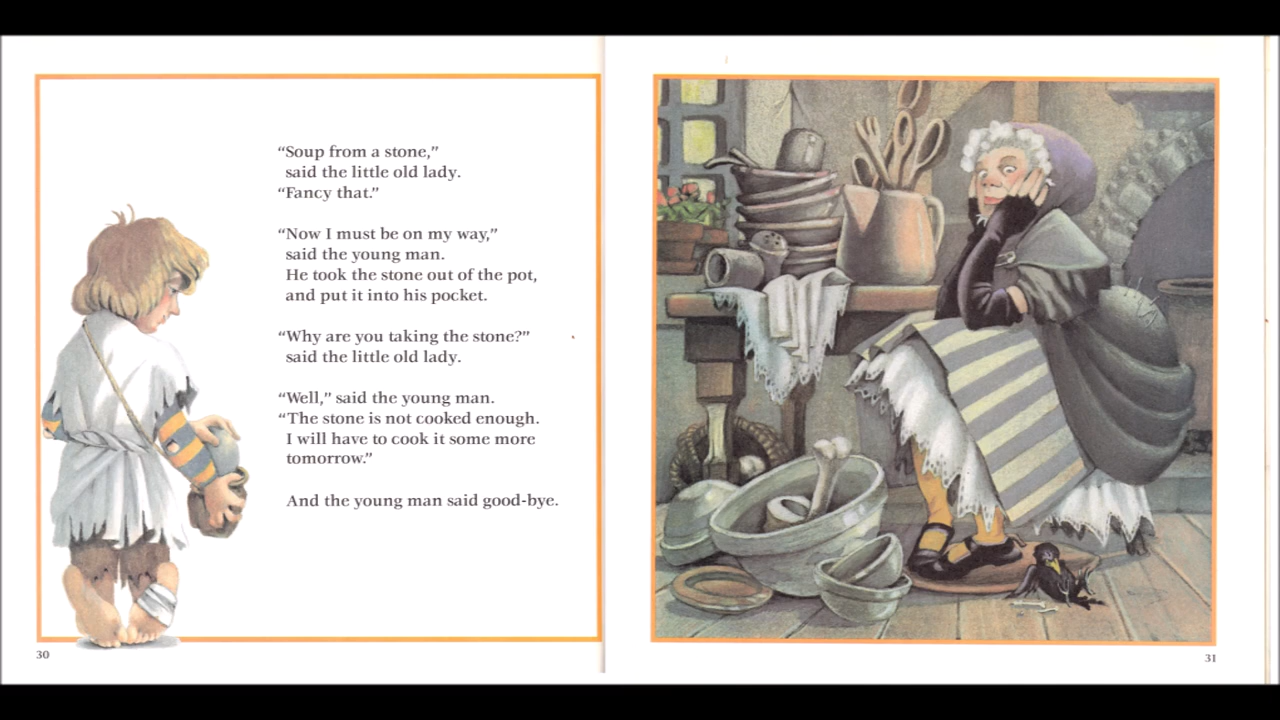 “Soup from a stone,”
said the little old lady.
“Fancy that.”
“Now I must be on my way,”
said the young man.
He took the stone out of the pot,
and put it into his pocket.
“Why are you taking the stone?”
said the little old lady.
“Well,” said the young man.
“The stone is not cooked enough.
I will have to cook it some more
tomorrow.”
And the young man said good-bye.
30
31